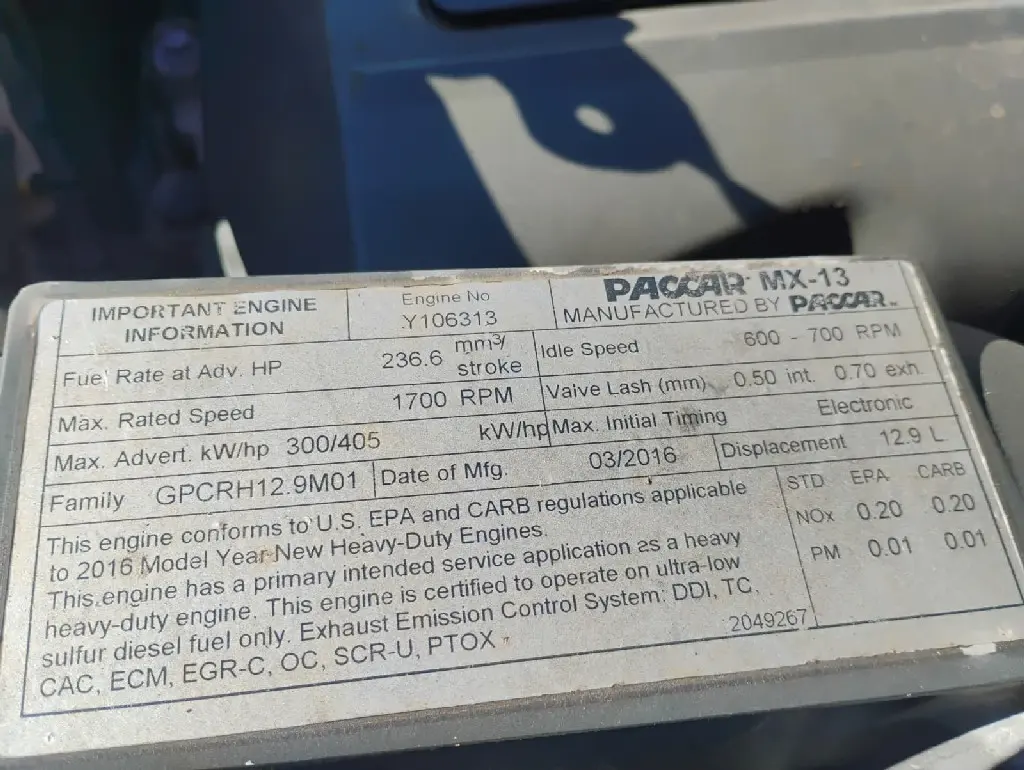 IMPORTANT ENGINE
INFORMATION
Engine No
Y106313
PACCAR MX-13
MANUFACTURED BY PACCAR
Fuel Rate at Adv. HP
236.6 mm3/
stroke
Idle Speed 600 - 700 RPM
Max. Rated Speed 1700 RPM
Valve Lash (mm) 0.50 int. 0.70 exh.
Max. Advert. kW/hp 300/405 kW/hp
Max. Initial Timing Electronic
Family GPCRH12.9M01
Date of Mfg. 03/2016
Displacement 12.9 L
This engine conforms to U.S. EPA and CARB regulations applicable
to 2016 Model Year New Heavy-Duty Engines.
This engine has a primary intended service application as a heavy
heavy-duty engine. This engine is certified to operate on ultra-low
sulfur diesel fuel only. Exhaust Emission Control System: DDI, TC,
CAC, ECM, EGR-C, OC, SCR-U, PTOX
2049267
STD EPA CARB
NOx 0.20 0.20
PM 0.01 0.01